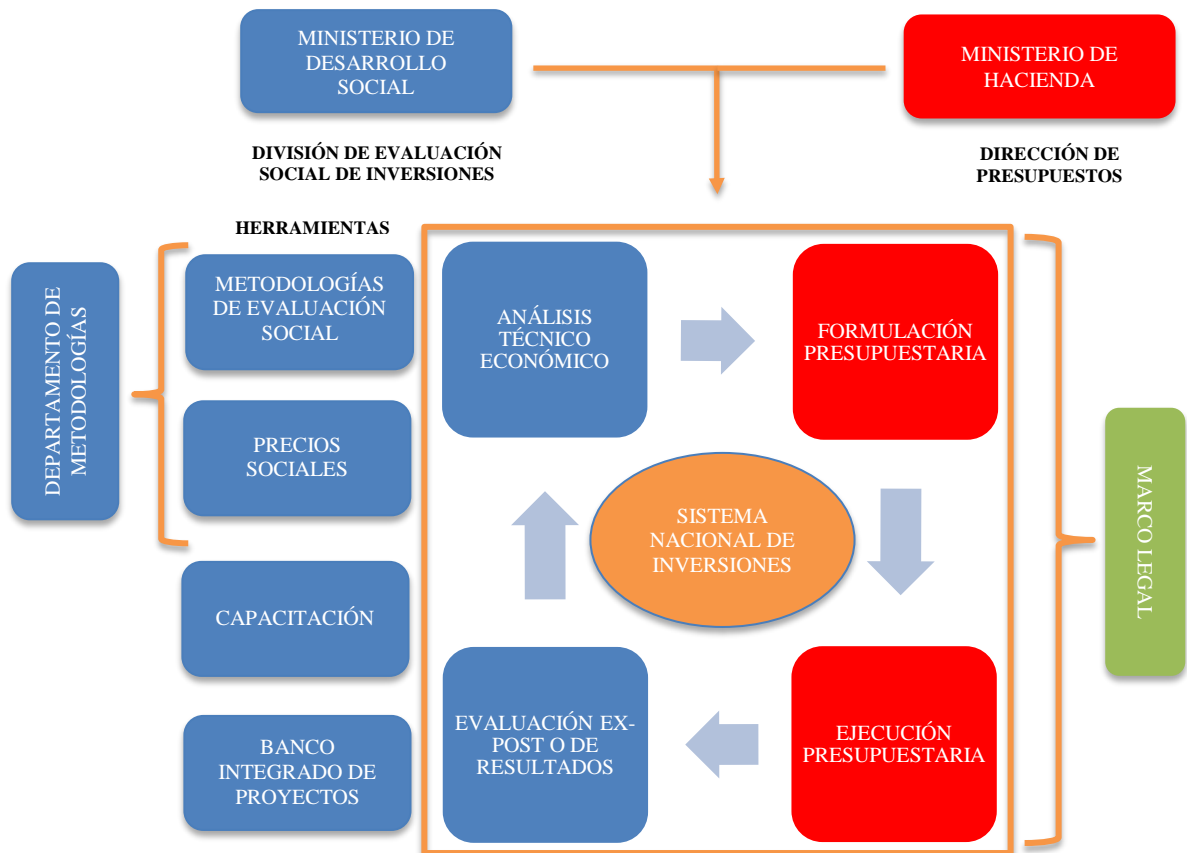 MINISTERIO DE
DESARROLLO
SOCIAL
MINISTERIO DE
HACIENDA
DIVISIÓN DE EVALUACIÓN
SOCIAL DE INVERSIONES
DIRECCIÓN DE
PRESUPUESTOS
HERRAMIENTAS
DEPARTAMENTO DE
METODOLOGÍAS
METODOLOGÍAS
DE EVALUACIÓN
SOCIAL
PRECIOS
SOCIALES
CAPACITACIÓN
BANCO
INTEGRADO DE
PROYECTOS
ANÁLISIS
TÉCNICO
ECONÓMICO
FORMULACIÓN
PRESUPUESTARIA
SISTEMA
NACIONAL DE
INVERSIONES
EVALUACIÓN EX-
POST O DE
RESULTADOS
EJECUCIÓN
PRESUPUESTARIA
MARCO LEGAL